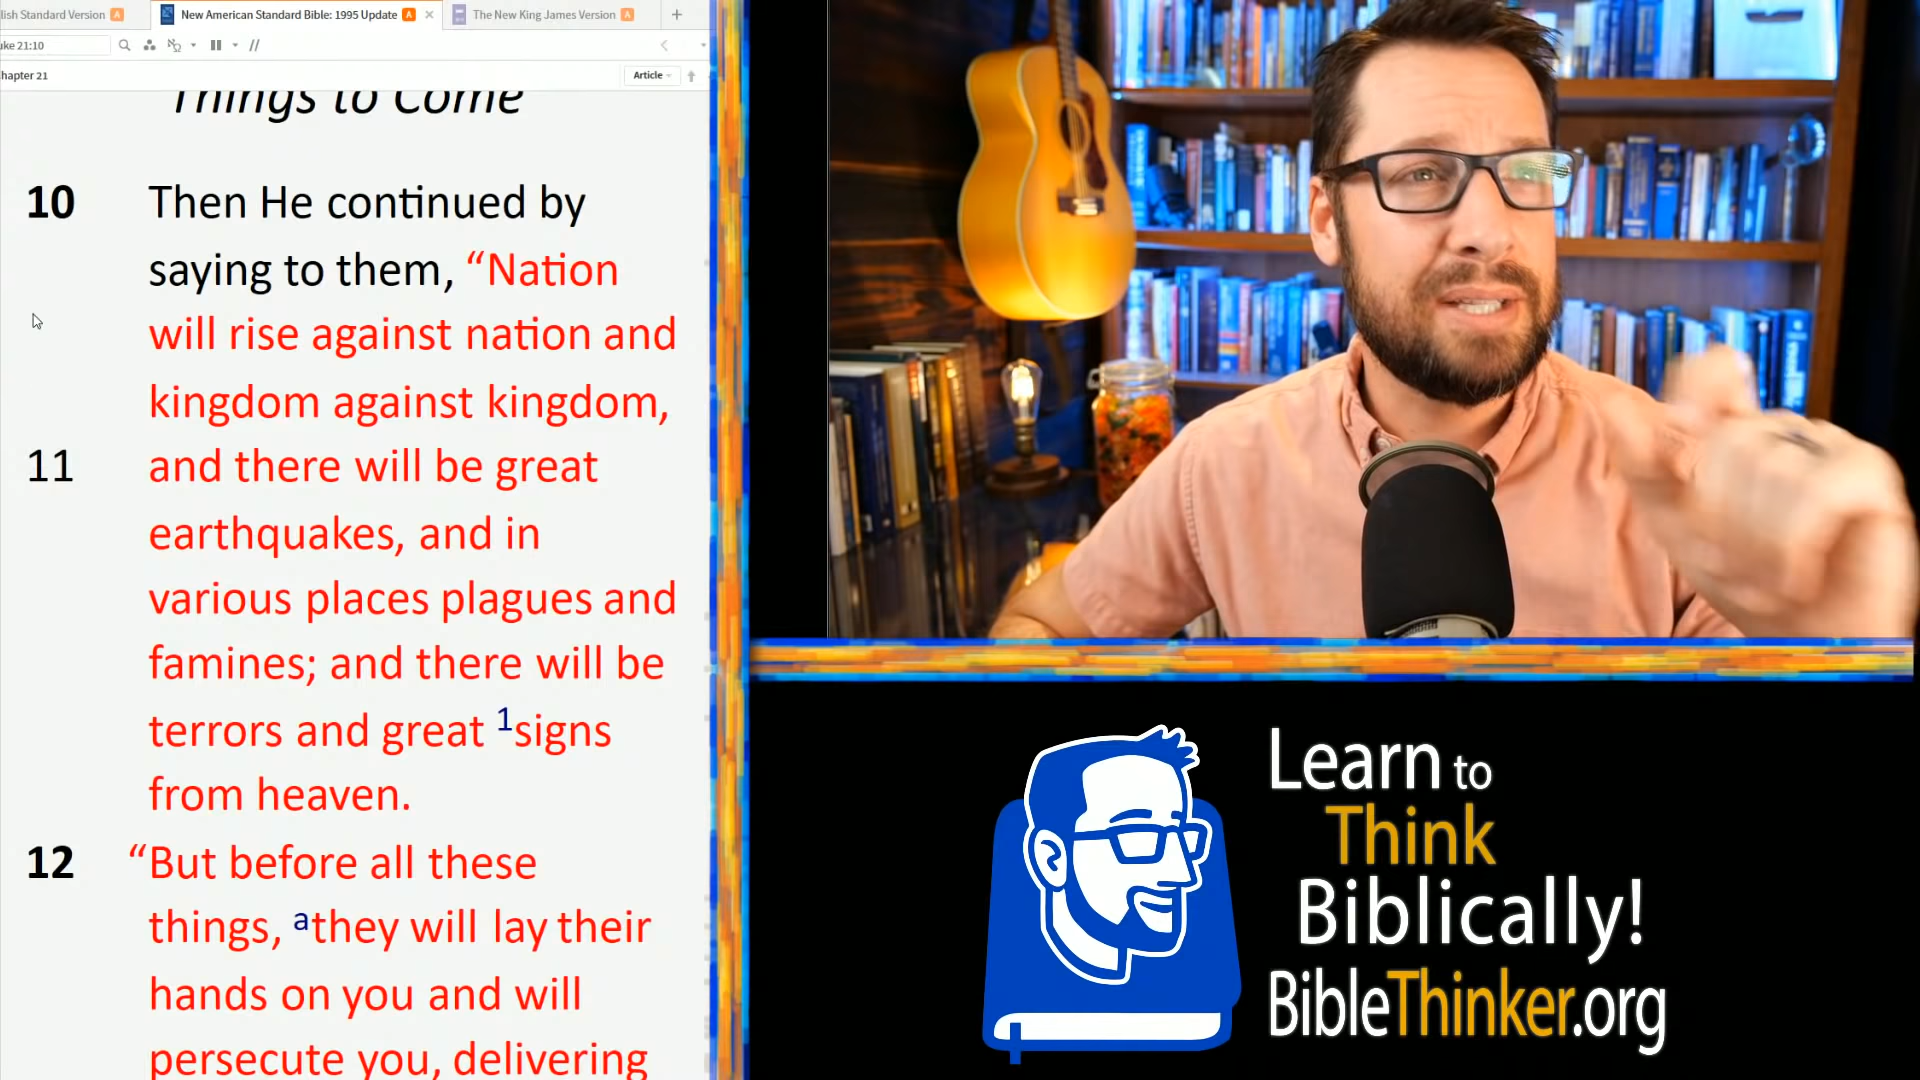 lish Standard Version A
New American Standard Bible: 1995 Update A
The New King James Version A
uke 21:10
hapter 21
Article
Things to Come
10 Then He continued by
saying to them, “Nation
will rise against nation and
kingdom against kingdom,
11 and there will be great
earthquakes, and in
various places plagues and
famines; and there will be
terrors and great 1signs
from heaven.
12 “But before all these
things, athey will lay their
hands on you and will
persecute you, delivering
Learn to
Think
Biblically!
BibleThinker.org